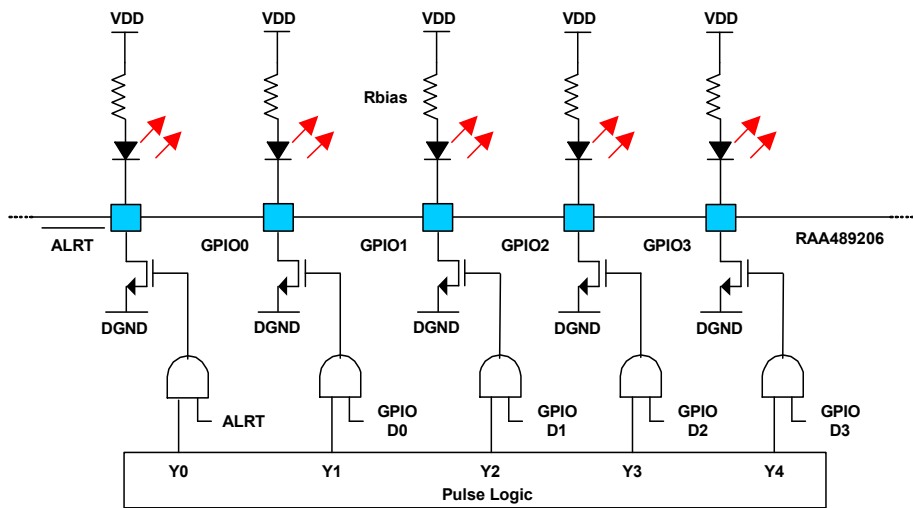 VDD VDD VDD VDD VDD
Rbias
ALRT GPIO0 GPIO1 GPIO2 GPIO3 RAA489206
DGND DGND DGND DGND DGND
ALRT GPIO D0 GPIO D1 GPIO D2 GPIO D3
Y0 Y1 Y2 Y3 Y4
Pulse Logic